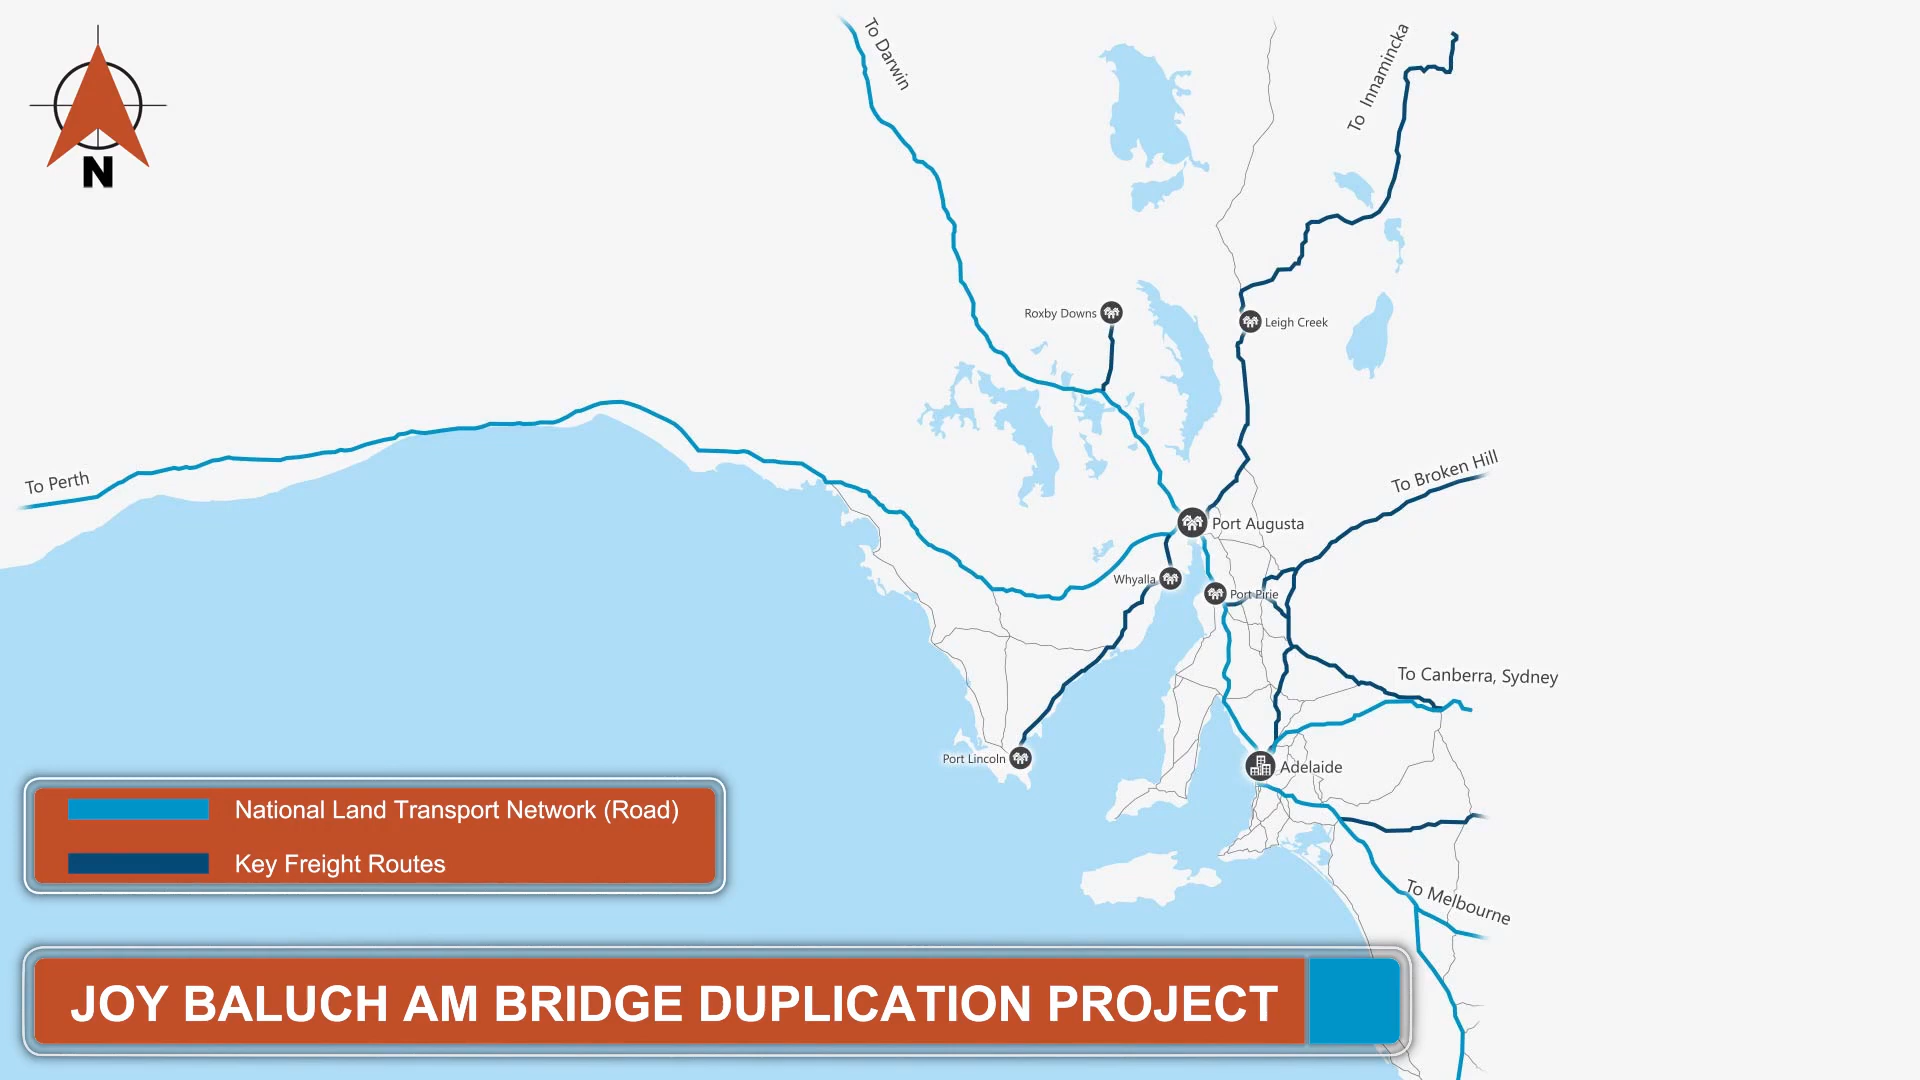 To Darwin
To Innamincka
N
Roxby Downs
Leigh Creek
To Perth
To Broken Hill
Port Augusta
Whyalla
Port Pirie
To Canberra, Sydney
Port Lincoln
Adelaide
National Land Transport Network (Road)
Key Freight Routes
To Melbourne
JOY BALUCH AM BRIDGE DUPLICATION PROJECT